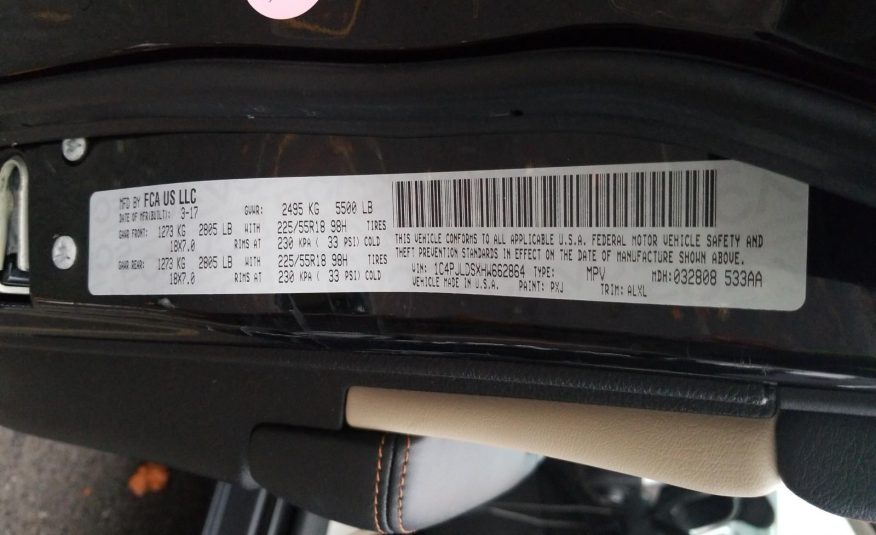 MFD BY FCA US LLC
DATE OF MFR(BUILT): 3-17 GVWR: 2495 KG 5500 LB
GAWR FRONT: 1273 KG 2805 LB WITH 225/55R18 98H TIRES
18X7.0 RIMS AT 230 KPA ( 33 PSI) COLD
GAWR REAR: 1273 KG 2805 LB WITH 225/55R18 98H TIRES
18X7.0 RIMS AT 230 KPA ( 33 PSI) COLD
THIS VEHICLE CONFORMS TO ALL APPLICABLE U.S.A. FEDERAL MOTOR VEHICLE SAFETY AND
THEFT PREVENTION STANDARDS IN EFFECT ON THE DATE OF MANUFACTURE SHOWN ABOVE.
VIN: 1C4PJLDSXHW662864 TYPE: MPV MDH: 032808 533AA
VEHICLE MADE IN U.S.A. PAINT: PXJ TRIM: ALXL